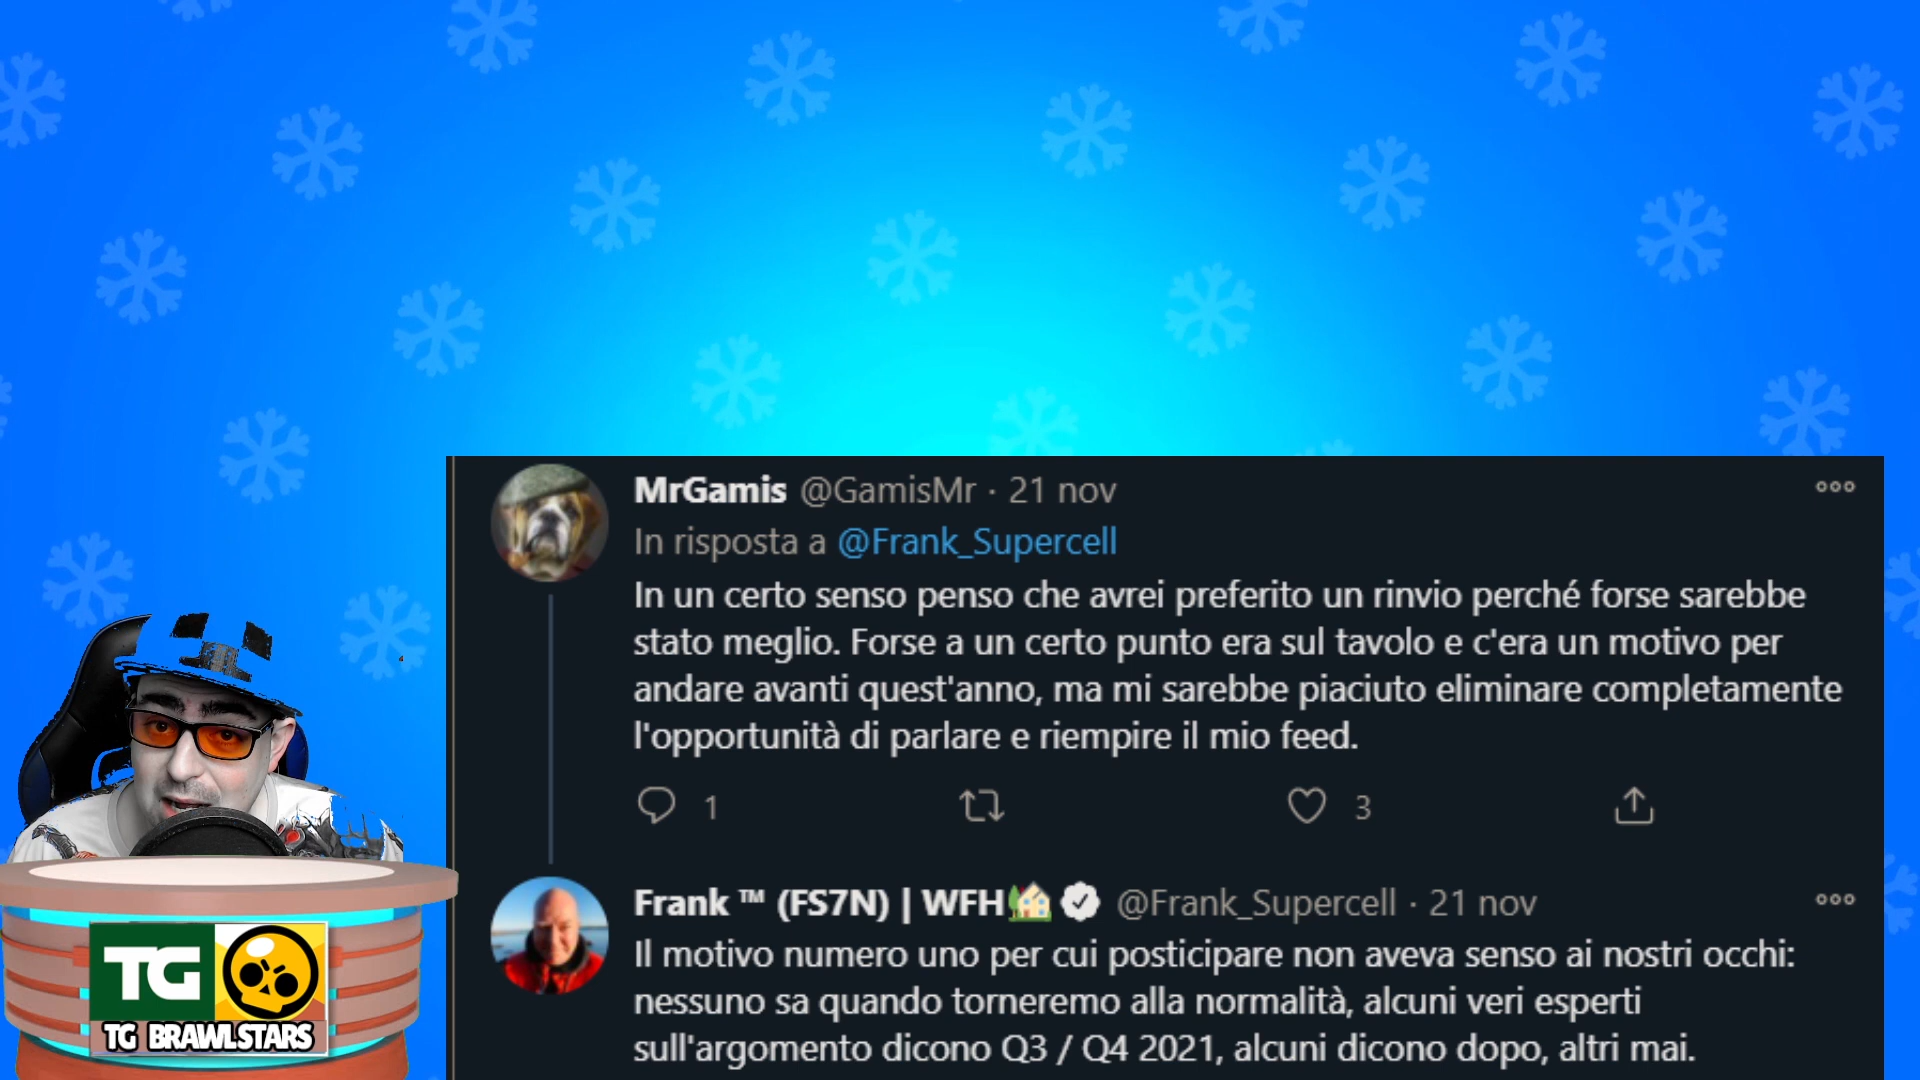 MrGamis @GamisMr · 21 nov
In risposta a @Frank_Supercell
In un certo senso penso che avrei preferito un rinvio perché forse sarebbe
stato meglio. Forse a un certo punto era sul tavolo e c'era un motivo per
andare avanti quest'anno, ma mi sarebbe piaciuto eliminare completamente
l'opportunità di parlare e riempire il mio feed.
1 3
Frank ™ (FS7N) | WFH🏡 @Frank_Supercell · 21 nov
Il motivo numero uno per cui posticipare non aveva senso ai nostri occhi:
nessuno sa quando torneremo alla normalità, alcuni veri esperti
sull'argomento dicono Q3 / Q4 2021, alcuni dicono dopo, altri mai.
TG
TG BRAWLSTARS